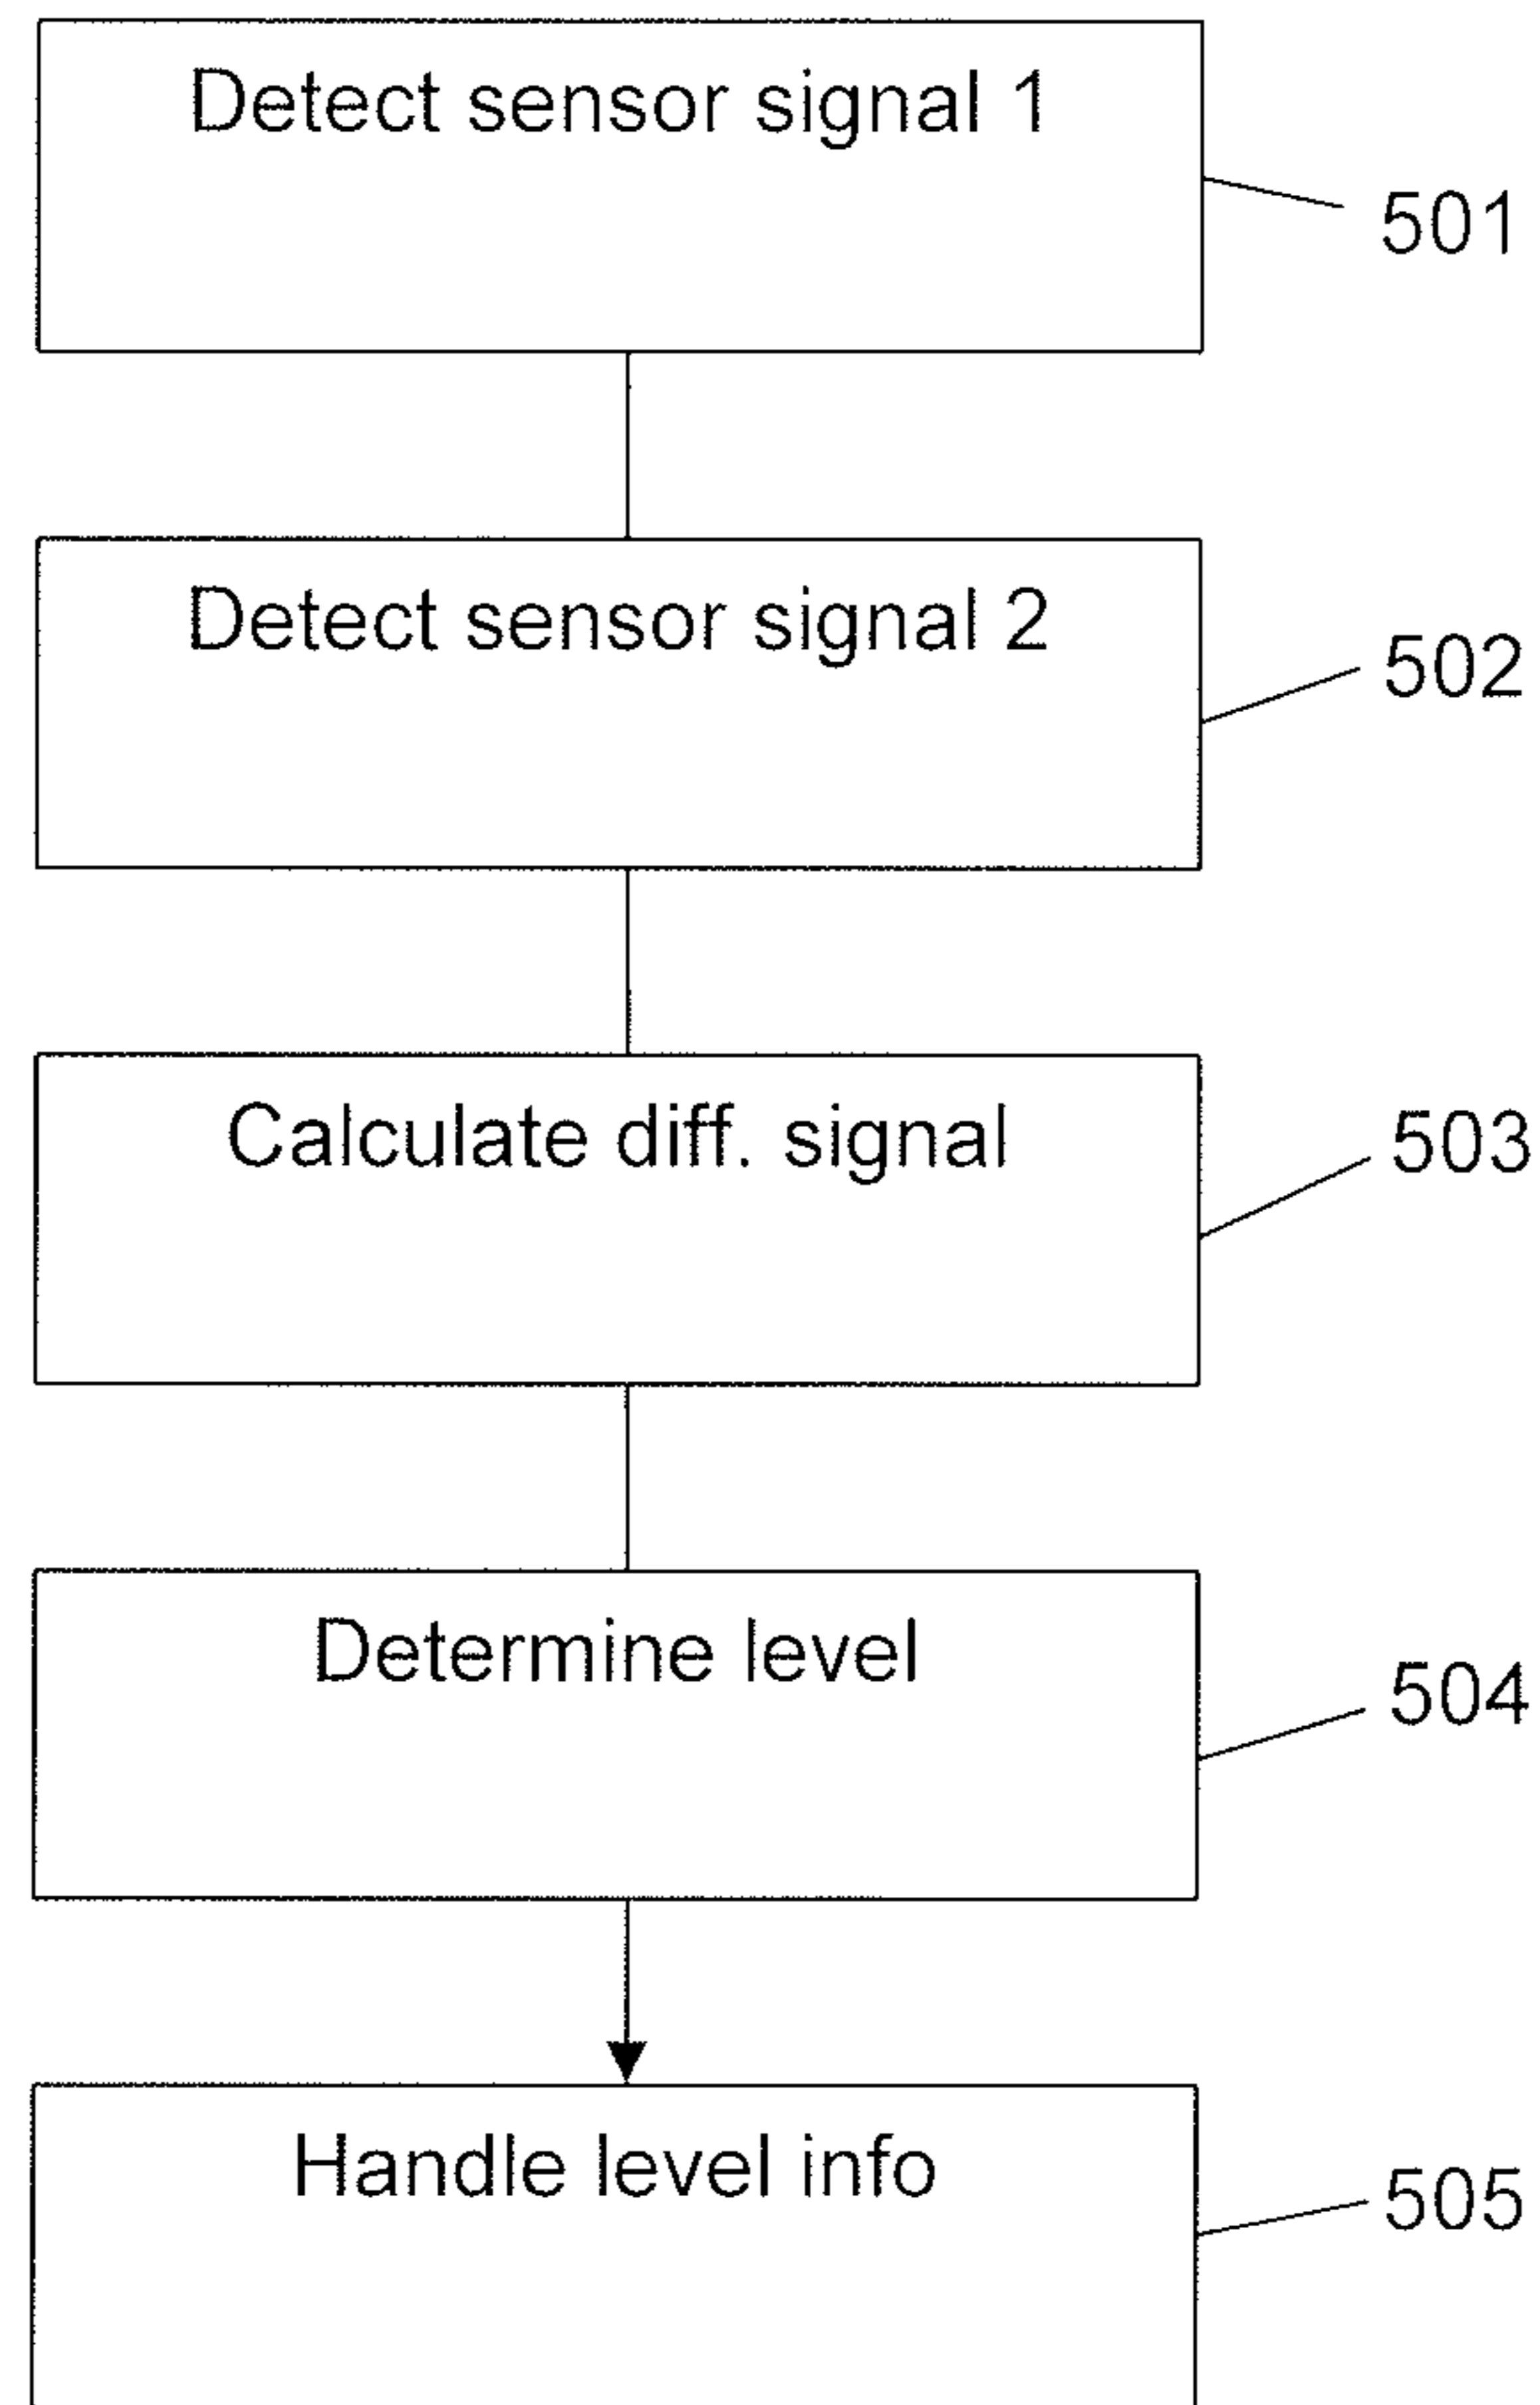 Detect sensor signal 1
501
Detect sensor signal 2
502
Calculate diff. signal
503
Determine level
504
Handle level info
505